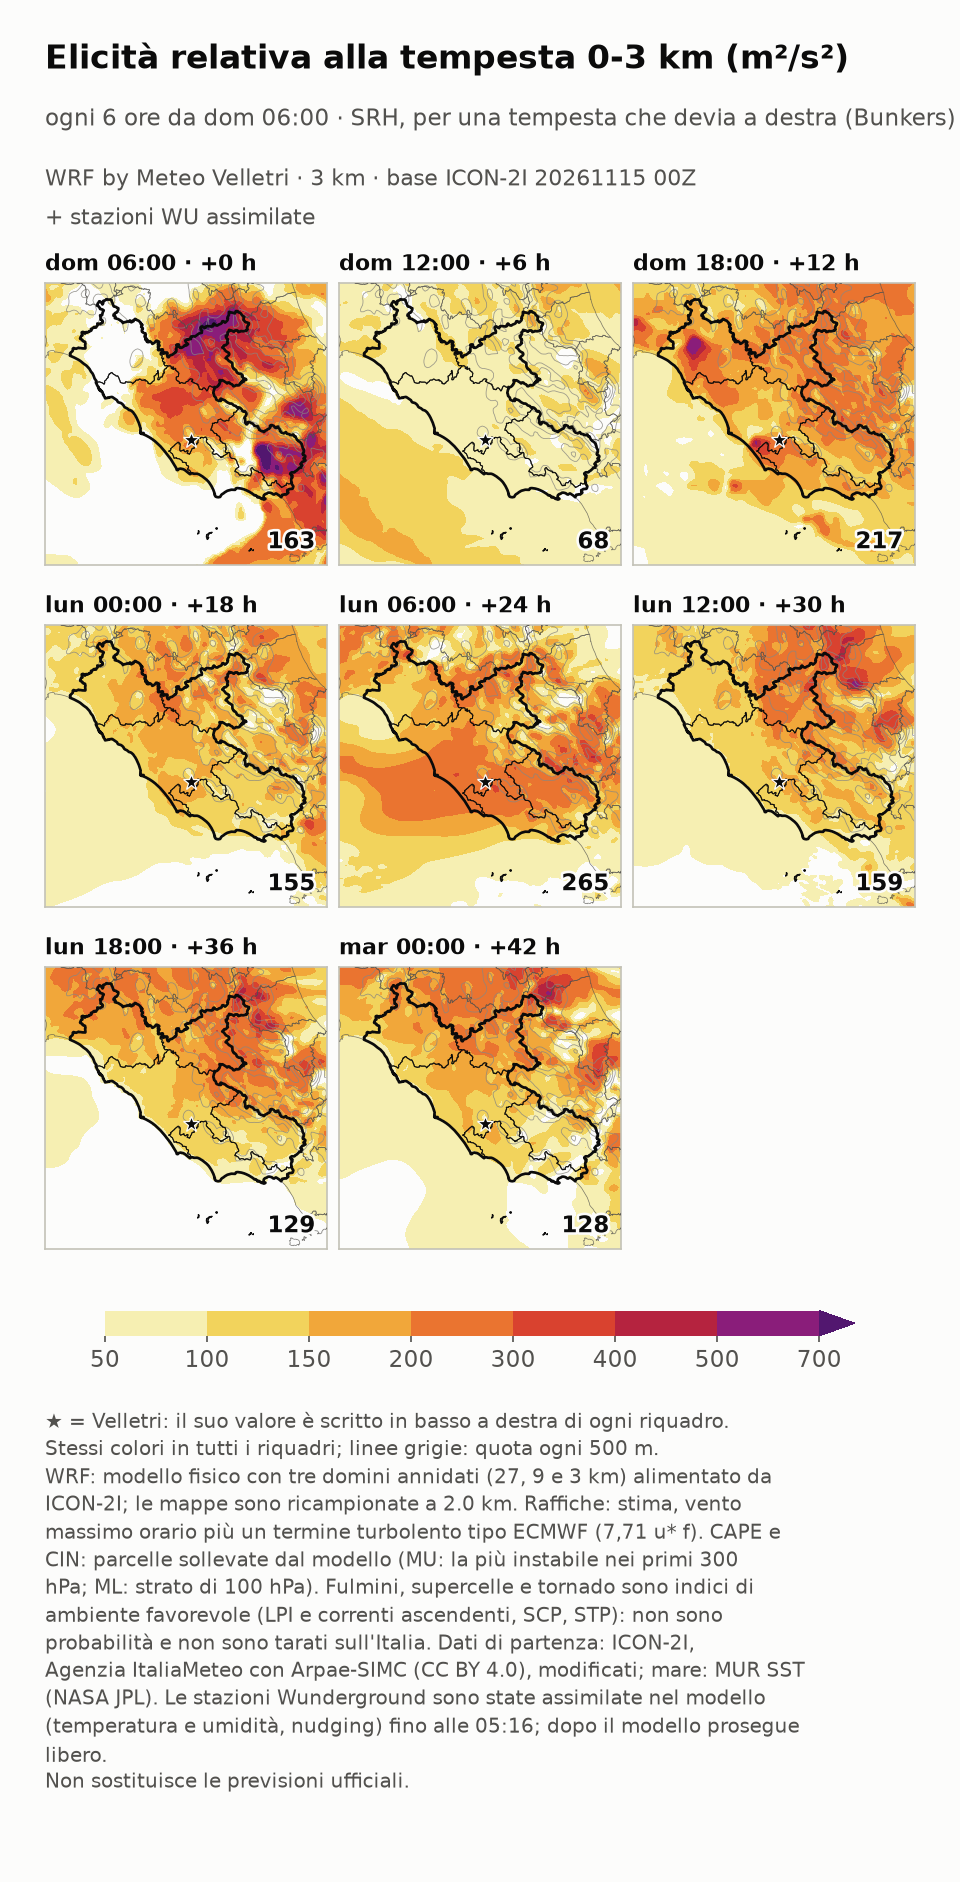 Elicità relativa alla tempesta 0-3 km (m²/s²)
ogni 6 ore da dom 06:00 · SRH, per una tempesta che devia a destra (Bunkers)
WRF by Meteo Velletri · 3 km · base ICON-2I 20261115 00Z
+ stazioni WU assimilate
dom 06:00 · +0 h
dom 12:00 · +6 h
dom 18:00 · +12 h
163
68
217
lun 00:00 · +18 h
lun 06:00 · +24 h
lun 12:00 · +30 h
155
265
159
lun 18:00 · +36 h
mar 00:00 · +42 h
129
128
50 100 150 200 300 400 500 700
★ = Velletri: il suo valore è scritto in basso a destra di ogni riquadro.
Stessi colori in tutti i riquadri; linee grigie: quota ogni 500 m.
WRF: modello fisico con tre domini annidati (27, 9 e 3 km) alimentato da
ICON-2I; le mappe sono ricampionate a 2.0 km. Raffiche: stima, vento
massimo orario più un termine turbolento tipo ECMWF (7,71 u* f). CAPE e
CIN: parcelle sollevate dal modello (MU: la più instabile nei primi 300
hPa; ML: strato di 100 hPa). Fulmini, supercelle e tornado sono indici di
ambiente favorevole (LPI e correnti ascendenti, SCP, STP): non sono
probabilità e non sono tarati sull'Italia. Dati di partenza: ICON-2I,
Agenzia ItaliaMeteo con Arpae-SIMC (CC BY 4.0), modificati; mare: MUR SST
(NASA JPL). Le stazioni Wunderground sono state assimilate nel modello
(temperatura e umidità, nudging) fino alle 05:16; dopo il modello prosegue
libero.
Non sostituisce le previsioni ufficiali.